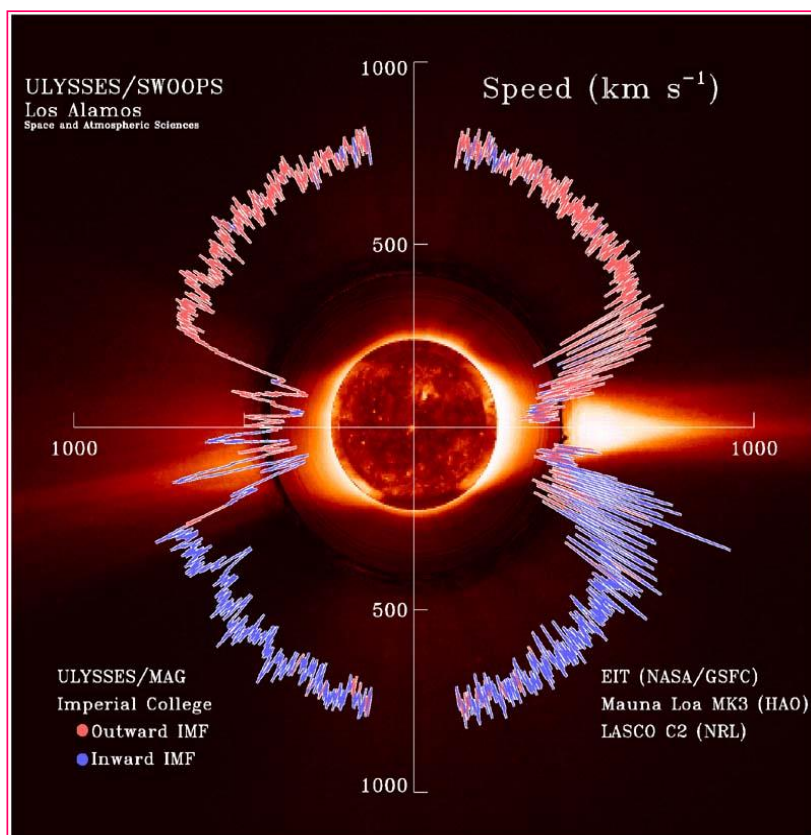 ULYSSES/SWOOPS
Los Alamos
Space and Atmospheric Sciences
Speed (km s⁻¹)
1000
500
1000
1000
500
1000
ULYSSES/MAG
Imperial College
Outward IMF
Inward IMF
EIT (NASA/GSFC)
Mauna Loa MK3 (HAO)
LASCO C2 (NRL)